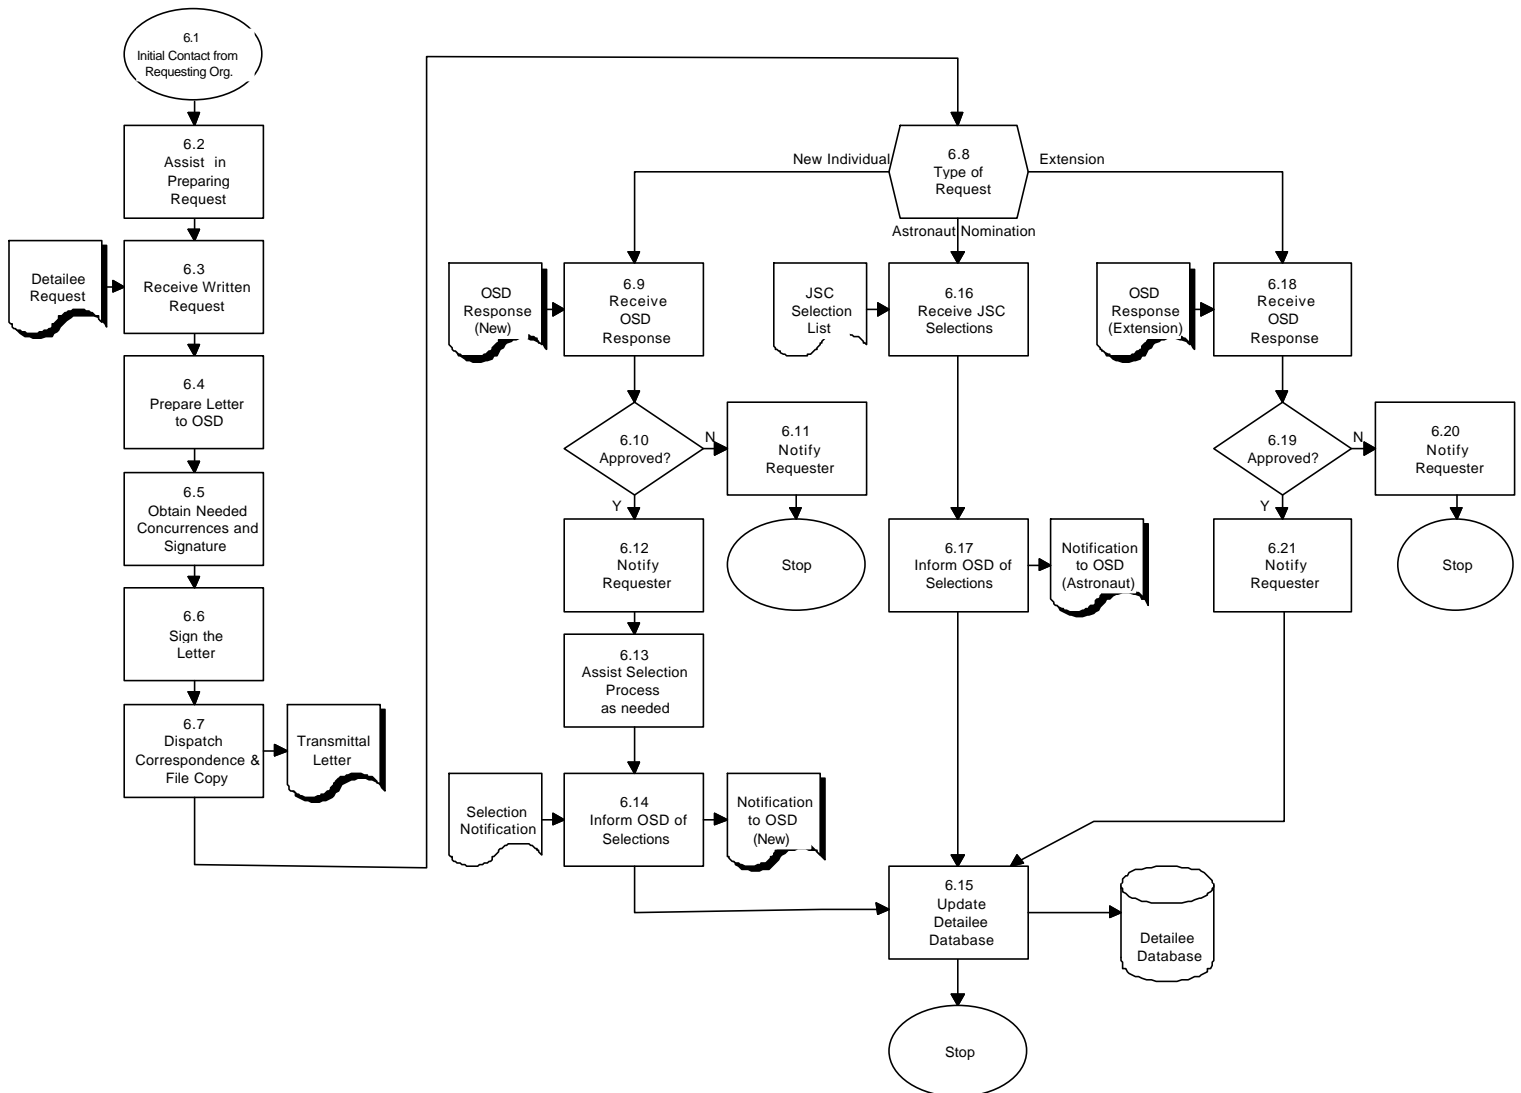 6.1
Initial Contact from
Requesting Org.
6.2
Assist in
Preparing
Request
Detailee
Request
6.3
Receive Written
Request
6.4
Prepare Letter
to OSD
6.5
Obtain Needed
Concurrences and
Signature
6.6
Sign the
Letter
6.7
Dispatch
Correspondence &
File Copy
Transmittal
Letter
6.8
Type of
Request
New Individual
Extension
Astronaut Nomination
OSD
Response
(New)
6.9
Receive
OSD
Response
6.10
Approved?
N
6.11
Notify
Requester
Stop
Y
6.12
Notify
Requester
6.13
Assist Selection
Process
as needed
Selection
Notification
6.14
Inform OSD of
Selections
Notification
to OSD
(New)
JSC
Selection
List
6.16
Receive JSC
Selections
6.17
Inform OSD of
Selections
Notification
to OSD
(Astronaut)
OSD
Response
(Extension)
6.18
Receive
OSD
Response
6.19
Approved?
N
6.20
Notify
Requester
Stop
Y
6.21
Notify
Requester
6.15
Update
Detailee
Database
Detailee
Database
Stop